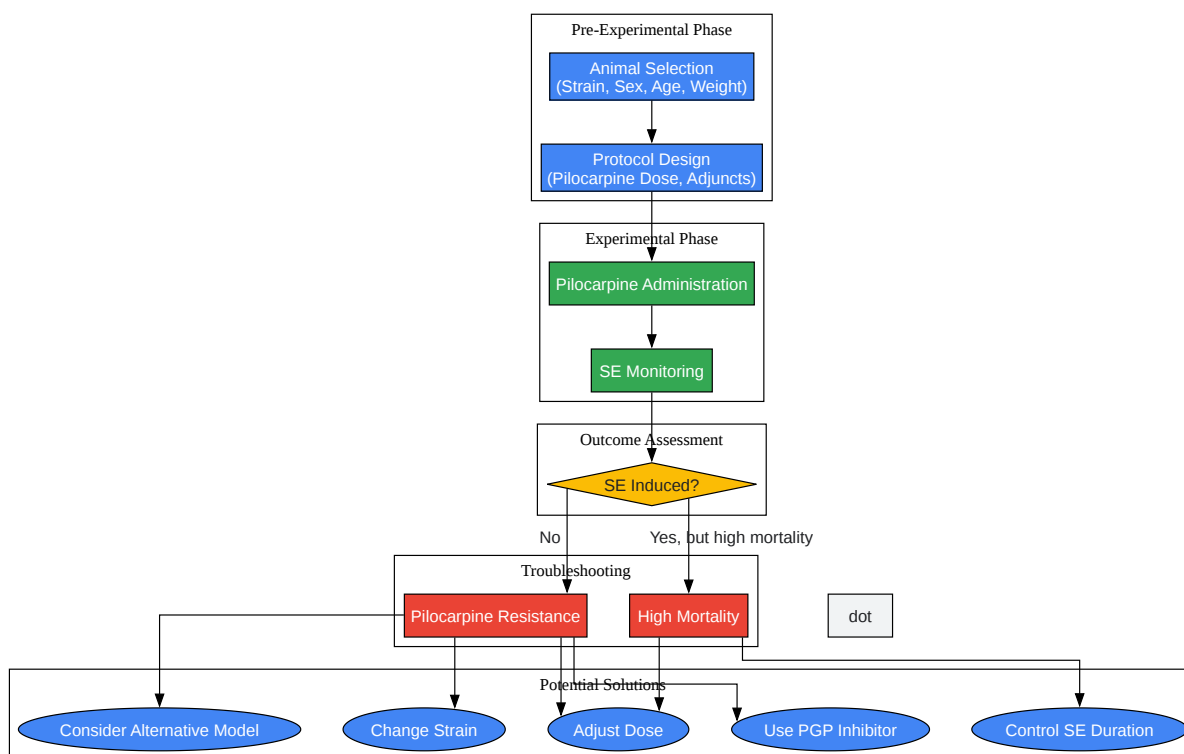 Pre-Experimental Phase
Animal Selection
(Strain, Sex, Age, Weight)
Protocol Design
(Pilocarpine Dose, Adjuncts)
Experimental Phase
Pilocarpine Administration
SE Monitoring
Outcome Assessment
SE Induced?
No
Yes, but high mortality
Troubleshooting
Pilocarpine Resistance
High Mortality
dot
Potential Solutions
Consider Alternative Model
Change Strain
Adjust Dose
Use PGP Inhibitor
Control SE Duration